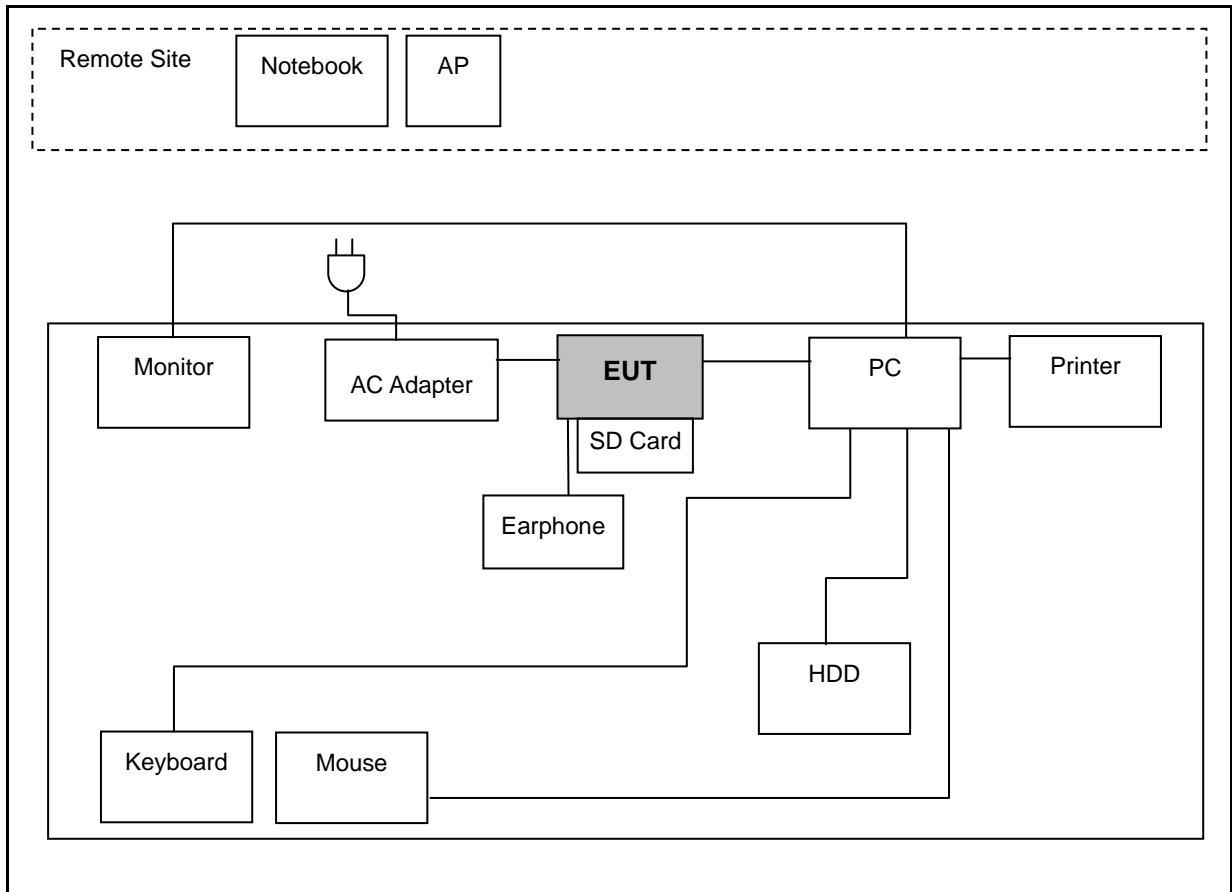 Remote Site
Notebook
AP
Monitor
AC Adapter
EUT
PC
Printer
SD Card
Earphone
HDD
Keyboard
Mouse